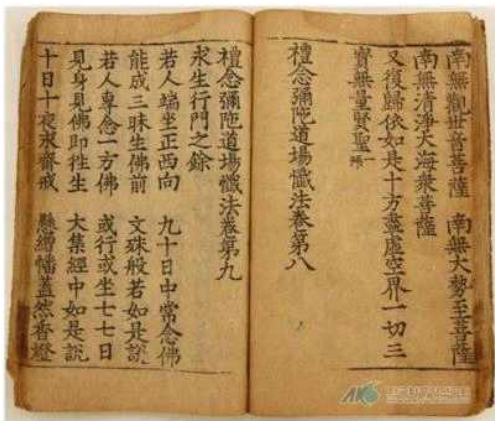 南無觀世音菩薩 南無大勢至菩薩
南無清淨大海衆菩薩
又復歸依如是十方盡虛空界一切三
寶無量賢聖一拜
禮念彌陀道場懺法卷第八
禮念彌陀道場懺法卷第九
求生行門之餘
若人端坐正西向 九十日中常念佛
能成三昧生佛前 文殊般若如是說
若人專念一方佛 或行或坐七七日
見身見佛即往生 大集經中如是說
十日十夜求齋戒 懸繒幡蓋然香燈